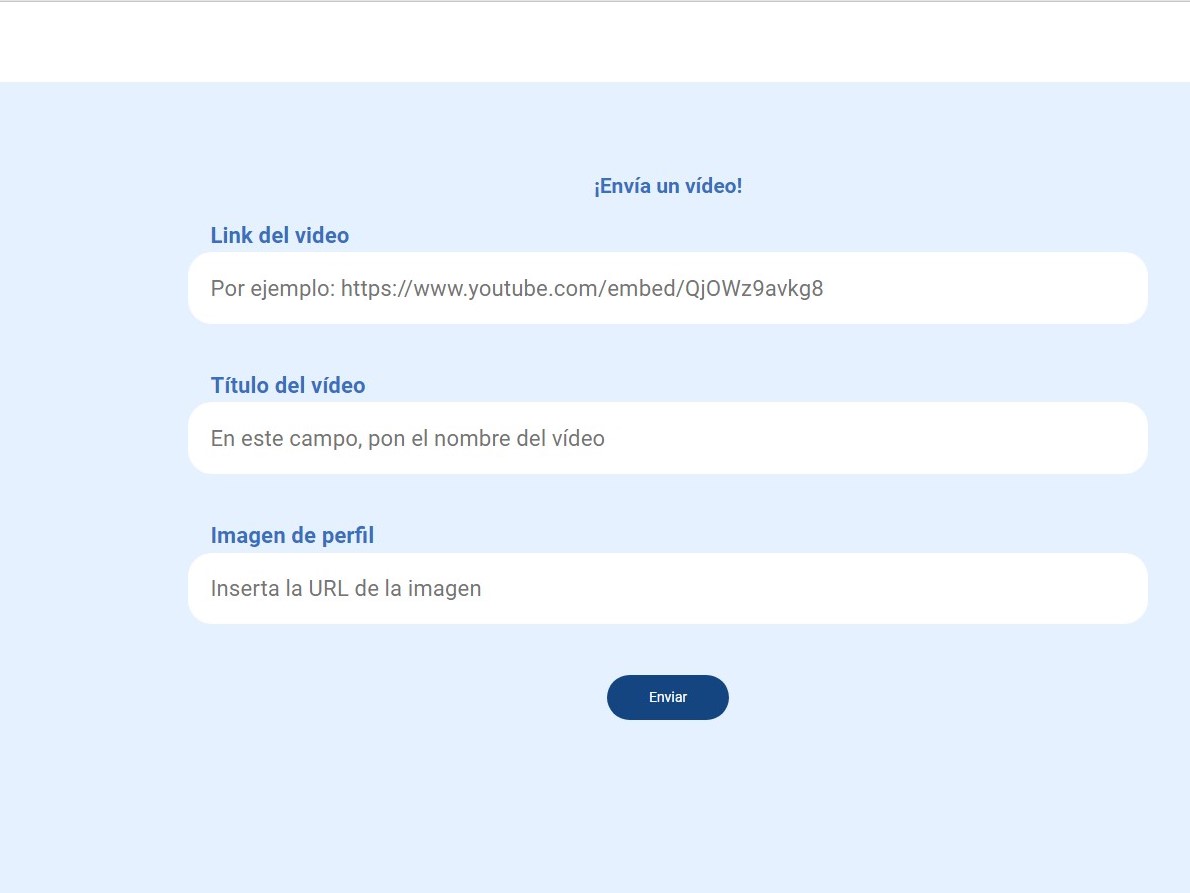 ¡Envía un vídeo!
Link del video
Por ejemplo: https://www.youtube.com/embed/QjOWz9avkg8
Título del vídeo
En este campo, pon el nombre del vídeo
Imagen de perfil
Inserta la URL de la imagen
Enviar